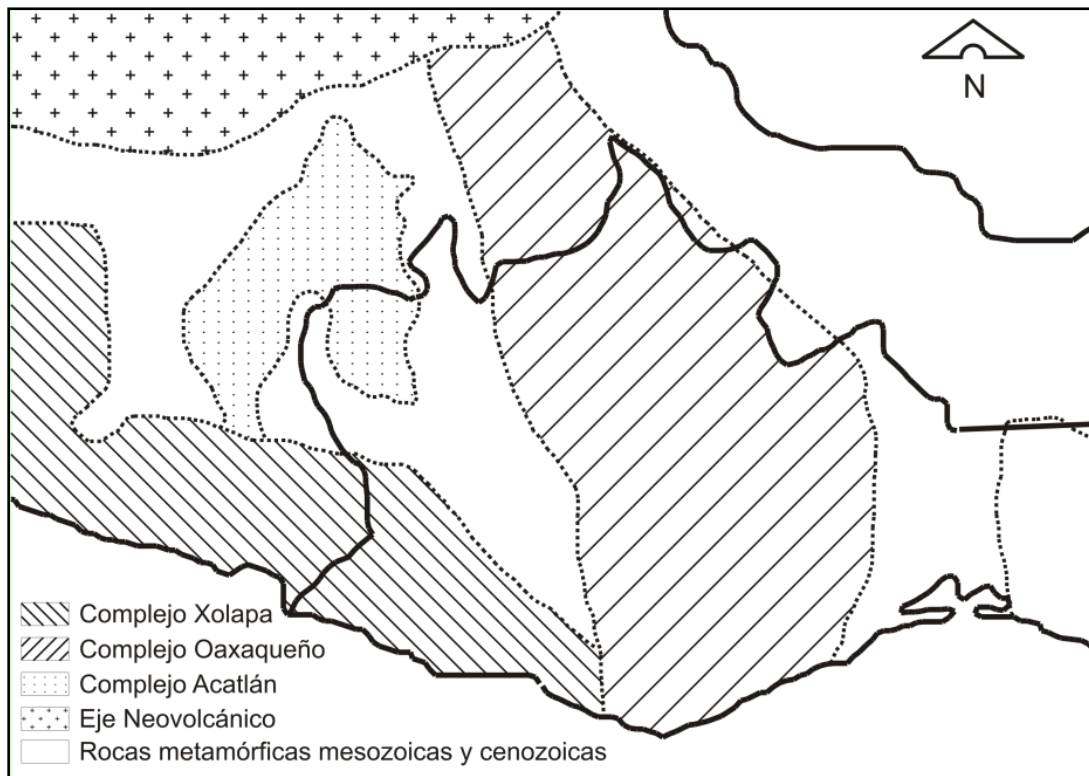 N
Complejo Xolapa
Complejo Oaxaqueño
Complejo Acatlán
Eje Neovolcánico
Rocas metamórficas mesozoicas y cenozoicas